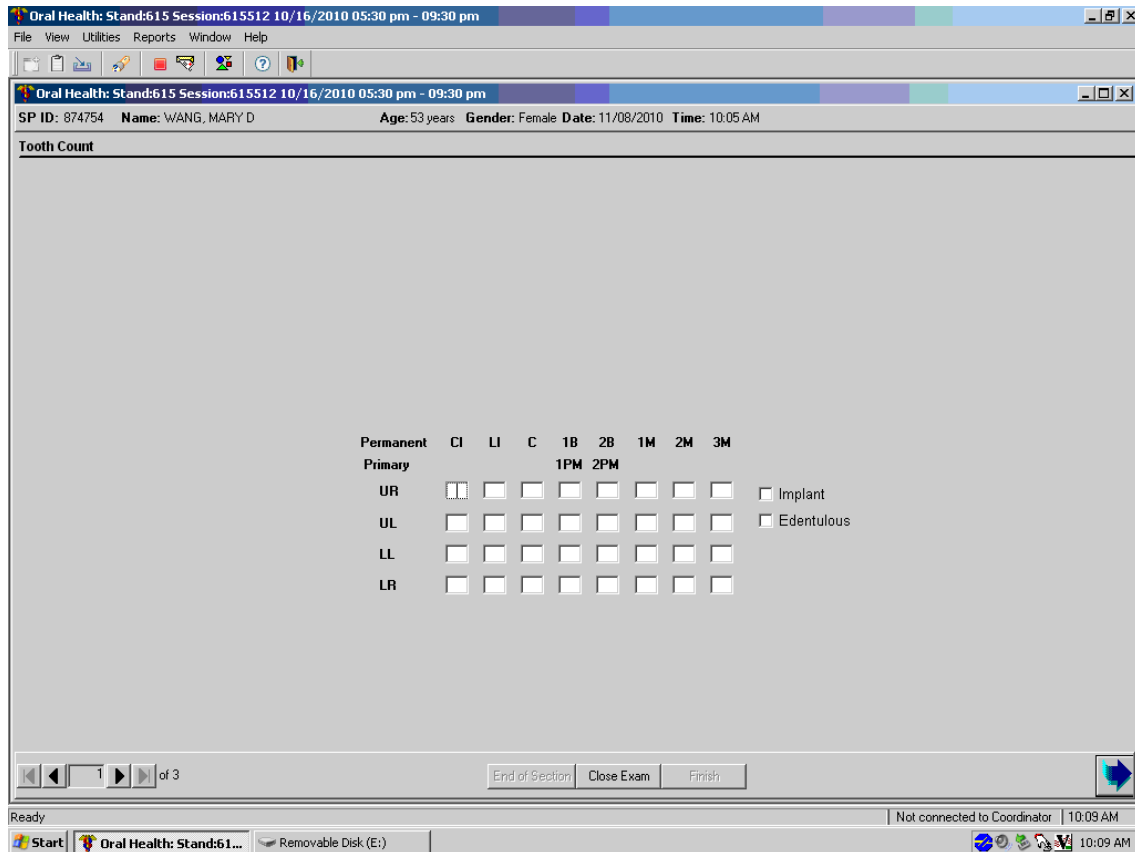 Oral Health: Stand:615 Session:615512 10/16/2010 05:30 pm - 09:30 pm
File View Utilities Reports Window Help
Oral Health: Stand:615 Session:615512 10/16/2010 05:30 pm - 09:30 pm
SP ID: 874754 Name: WANG, MARY D Age: 53 years Gender: Female Date: 11/08/2010 Time: 10:05 AM
Tooth Count
Permanent CI LI C 1B 2B 1M 2M 3M
Primary 1PM 2PM
UR Implant
UL Edentulous
LL
LR
1 of 3 End of Section Close Exam Finish
Ready Not connected to Coordinator 10:09 AM
Start Oral Health: Stand:61... Removable Disk (E:) 10:09 AM